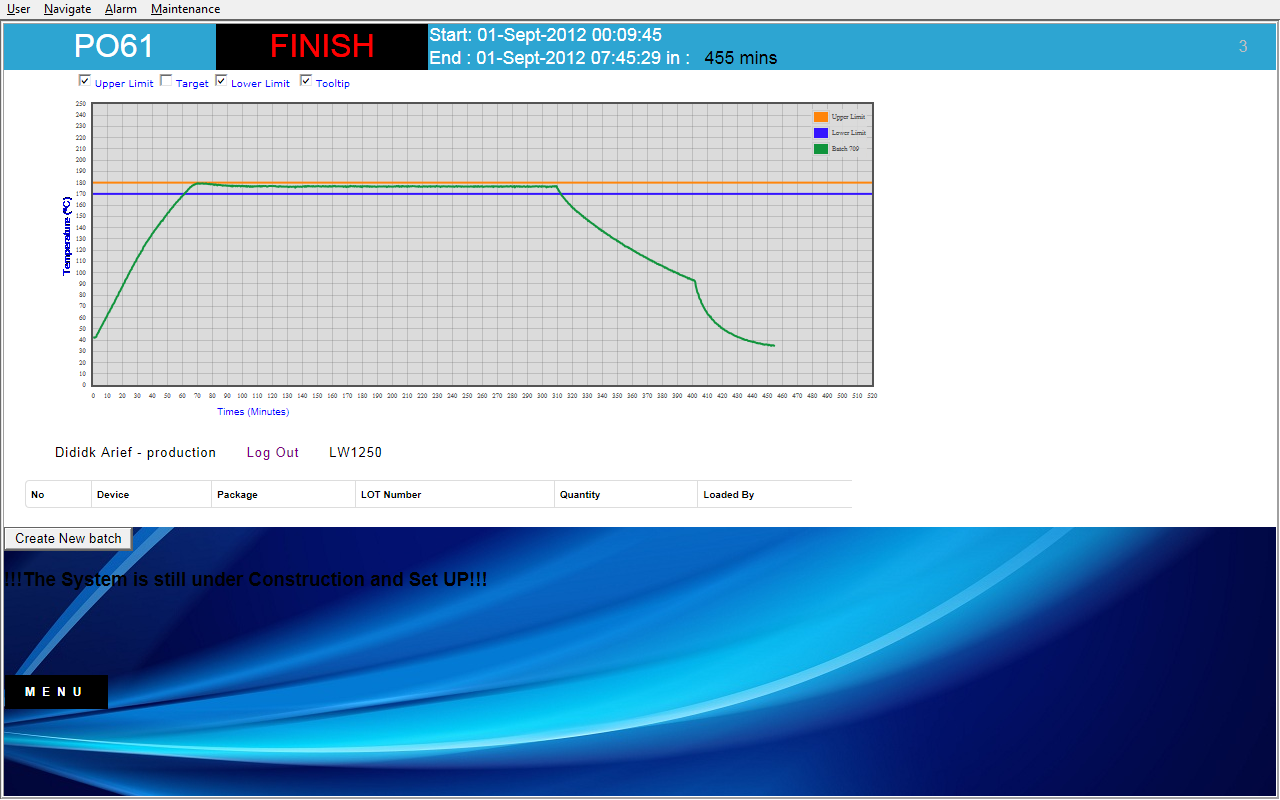 User Navigate Alarm Maintenance
PO61
FINISH
Start: 01-Sept-2012 00:09:45
End : 01-Sept-2012 07:45:29 in : 455 mins
3
Upper Limit Target Lower Limit Tooltip
250
240
230
220
210
200
190
180
170
160
150
140
130
120
110
100
90
80
70
60
50
40
30
20
10
0
Temperature (ºC)
Upper Limit
Lower Limit
Batch 709
0 10 20 30 40 50 60 70 80 90 100 110 120 130 140 150 160 170 180 190 200 210 220 230 240 250 260 270 280 290 300 310 320 330 340 350 360 370 380 390 400 410 420 430 440 450 460 470 480 490 500 510 520
Times (Minutes)
Dididk Arief - production Log Out LW1250
No Device Package LOT Number Quantity Loaded By
Create New batch
!!!The System is still under Construction and Set UP!!!
MENU